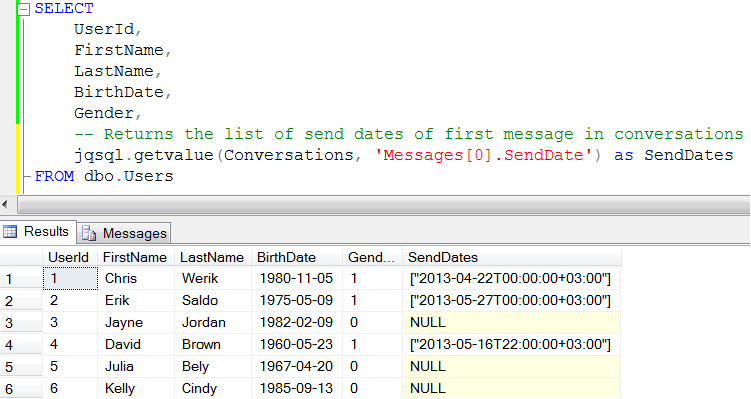 SELECT
UserId,
FirstName,
LastName,
BirthDate,
Gender,
-- Returns the list of send dates of first message in conversations
jqsql.getvalue(Conversations, 'Messages[0].SendDate') as SendDates
FROM dbo.Users
Results Messages
UserId FirstName LastName BirthDate Gend... SendDates
1 1 Chris Werik 1980-11-05 1 ["2013-04-22T00:00:00+03:00"]
2 2 Erik Saldo 1975-05-09 1 ["2013-05-27T00:00:00+03:00"]
3 3 Jayne Jordan 1982-02-09 0 NULL
4 4 David Brown 1960-05-23 1 ["2013-05-16T22:00:00+03:00"]
5 5 Julia Bely 1967-04-20 0 NULL
6 6 Kelly Cindy 1985-09-13 0 NULL